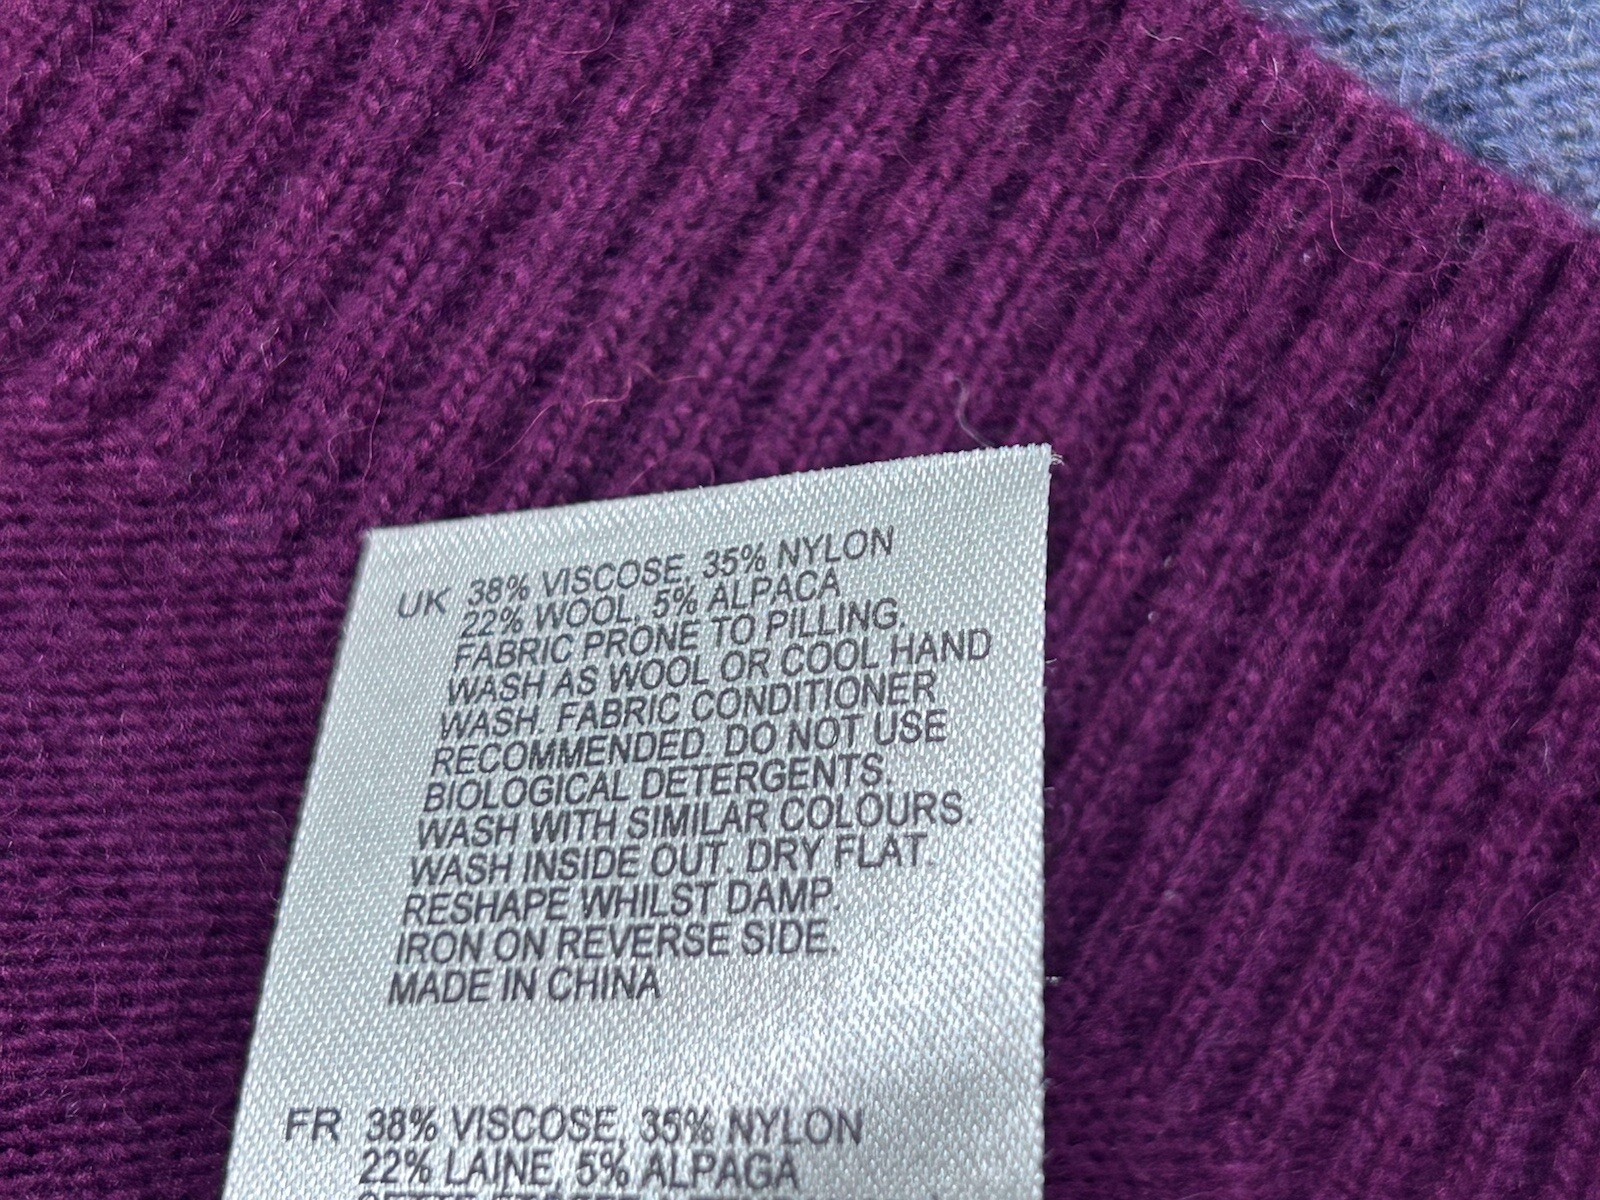 UK 38% VISCOSE, 35% NYLON
22% WOOL, 5% ALPACA
FABRIC PRONE TO PILLING.
WASH AS WOOL OR COOL HAND
WASH. FABRIC CONDITIONER
RECOMMENDED. DO NOT USE
BIOLOGICAL DETERGENTS.
WASH WITH SIMILAR COLOURS.
WASH INSIDE OUT. DRY FLAT.
RESHAPE WHILST DAMP.
IRON ON REVERSE SIDE.
MADE IN CHINA
FR 38% VISCOSE, 35% NYLON
22% LAINE, 5% ALPAGA